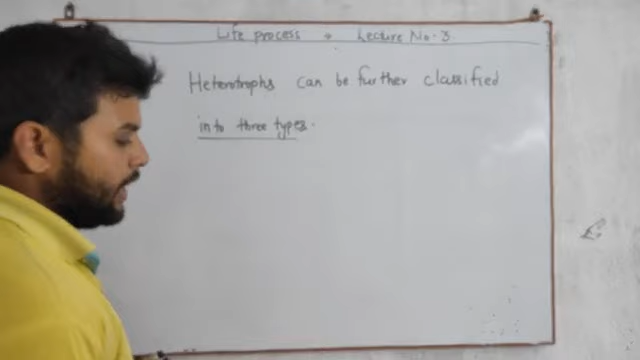 Life process → Lecture No. 3
Heterotrophs can be further classified
into three types.